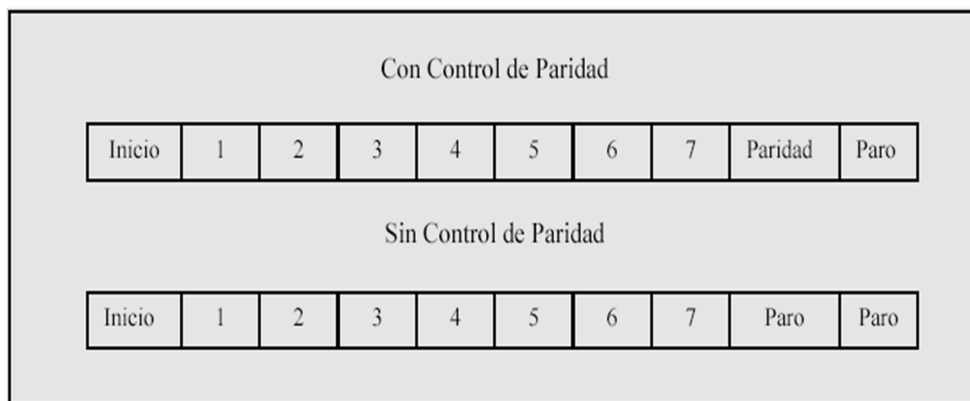 Con Control de Paridad
Inicio 1 2 3 4 5 6 7 Paridad Paro
Sin Control de Paridad
Inicio 1 2 3 4 5 6 7 Paro Paro